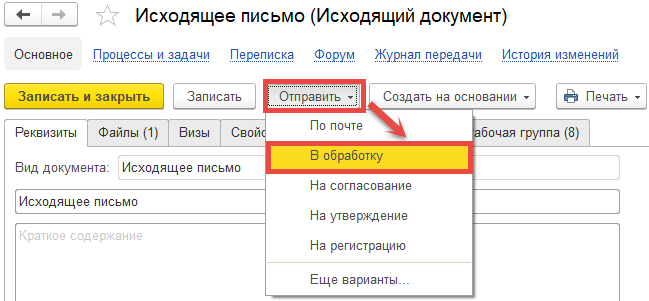 Исходящее письмо (Исходящий документ)
Основное Процессы и задачи Переписка Форум Журнал передачи История изменений
Записать и закрыть Записать Отправить Создать на основании Печать
Реквизиты Файлы (1) Визы Свой абочая группа (8)
По почте
В обработку
На согласование
На утверждение
На регистрацию
Еще варианты...
Вид документа: Исходящее письмо
Исходящее письмо
Краткое содержание